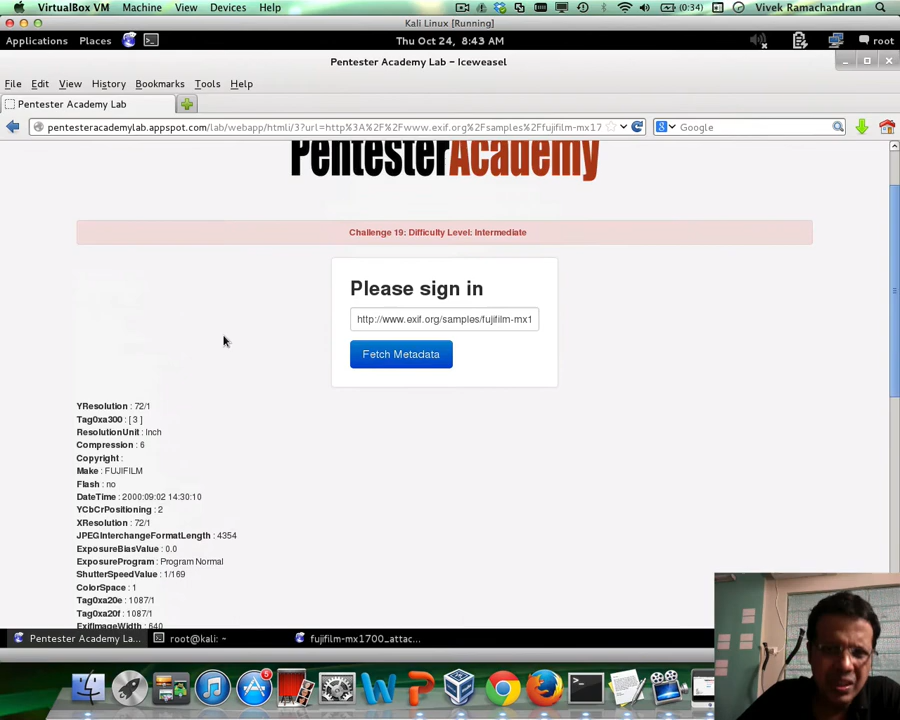 VirtualBox VM Machine View Devices Help (0:34) Vivek Ramachandran
Kali Linux [Running]
Applications Places Thu Oct 24, 8:43 AM root
Pentester Academy Lab - Iceweasel
File Edit View History Bookmarks Tools Help
Pentester Academy Lab
pentesteracademylab.appspot.com/lab/webapp/htmli/3?url=http%3A%2F%2Fwww.exif.org%2Fsamples%2Ffujifilm-mx17 Google
PentesterAcademy
Challenge 19: Difficulty Level: Intermediate
Please sign in
http://www.exif.org/samples/fujifilm-mx1
Fetch Metadata
YResolution : 72/1
Tag0xa300 : [ 3 ]
ResolutionUnit : Inch
Compression : 6
Copyright :
Make : FUJIFILM
Flash : no
DateTime : 2000:09:02 14:30:10
YCbCrPositioning : 2
XResolution : 72/1
JPEGInterchangeFormatLength : 4354
ExposureBiasValue : 0.0
ExposureProgram : Program Normal
ShutterSpeedValue : 1/169
ColorSpace : 1
Tag0xa20e : 1087/1
Tag0xa20f : 1087/1
ExifImageWidth : 640
Pentester Academy La... root@kali: ~ fujifilm-mx1700_attac...